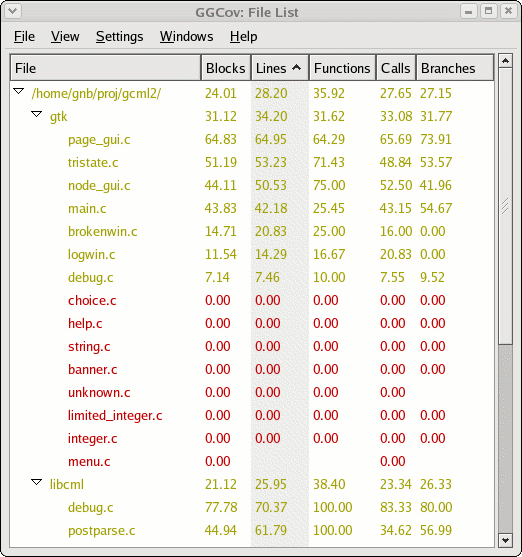 GGCov: File List
File View Settings Windows Help
File Blocks Lines Functions Calls Branches
/home/gnb/proj/gcml2/ 24.01 28.20 35.92 27.65 27.15
gtk 31.12 34.20 31.62 33.08 31.77
page_gui.c 64.83 64.95 64.29 65.69 73.91
tristate.c 51.19 53.23 71.43 48.84 53.57
node_gui.c 44.11 50.53 75.00 52.50 41.96
main.c 43.83 42.18 25.45 43.15 54.67
brokenwin.c 14.71 20.83 25.00 16.00 0.00
logwin.c 11.54 14.29 16.67 20.83 0.00
debug.c 7.14 7.46 10.00 7.55 9.52
choice.c 0.00 0.00 0.00 0.00 0.00
help.c 0.00 0.00 0.00 0.00 0.00
string.c 0.00 0.00 0.00 0.00 0.00
banner.c 0.00 0.00 0.00 0.00 0.00
unknown.c 0.00 0.00 0.00 0.00
limited_integer.c 0.00 0.00 0.00 0.00 0.00
integer.c 0.00 0.00 0.00 0.00 0.00
menu.c 0.00 0.00
libcml 21.12 25.95 38.40 23.34 26.33
debug.c 77.78 70.37 100.00 83.33 80.00
postparse.c 44.94 61.79 100.00 34.62 56.99